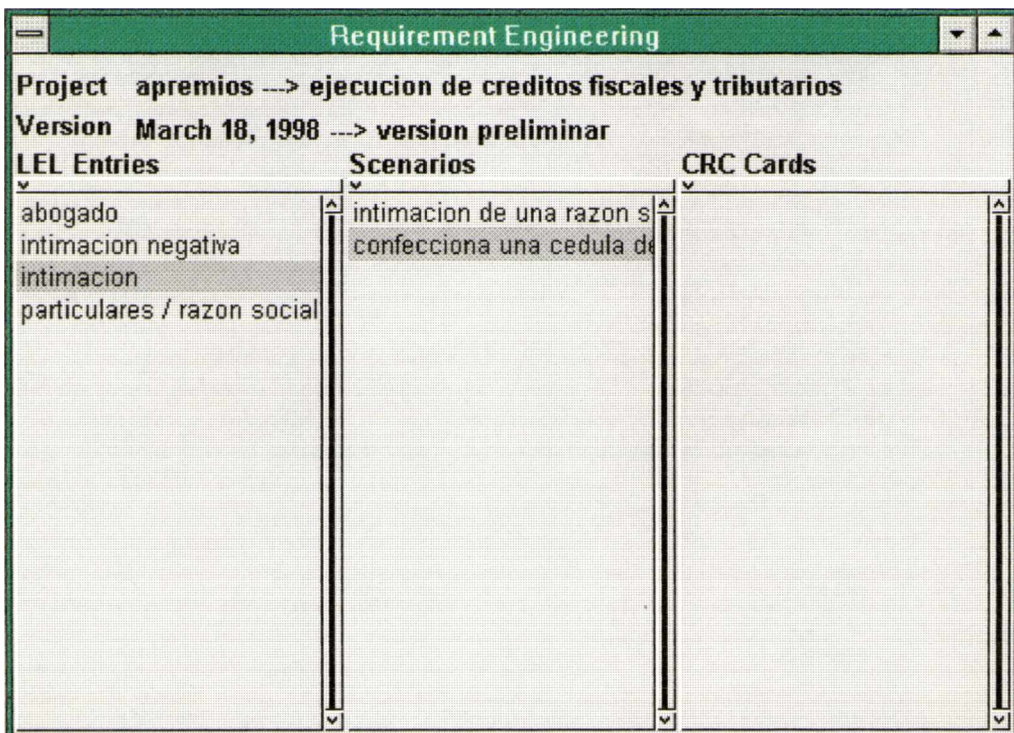 Requirement Engineering
Project apremios ---> ejecucion de creditos fiscales y tributarios
Version March 18, 1998 ---> version preliminar
LEL Entries Scenarios CRC Cards
abogado intimacion de una razon s
intimacion negativa confecciona una cedula de
intimacion
particulares / razon social